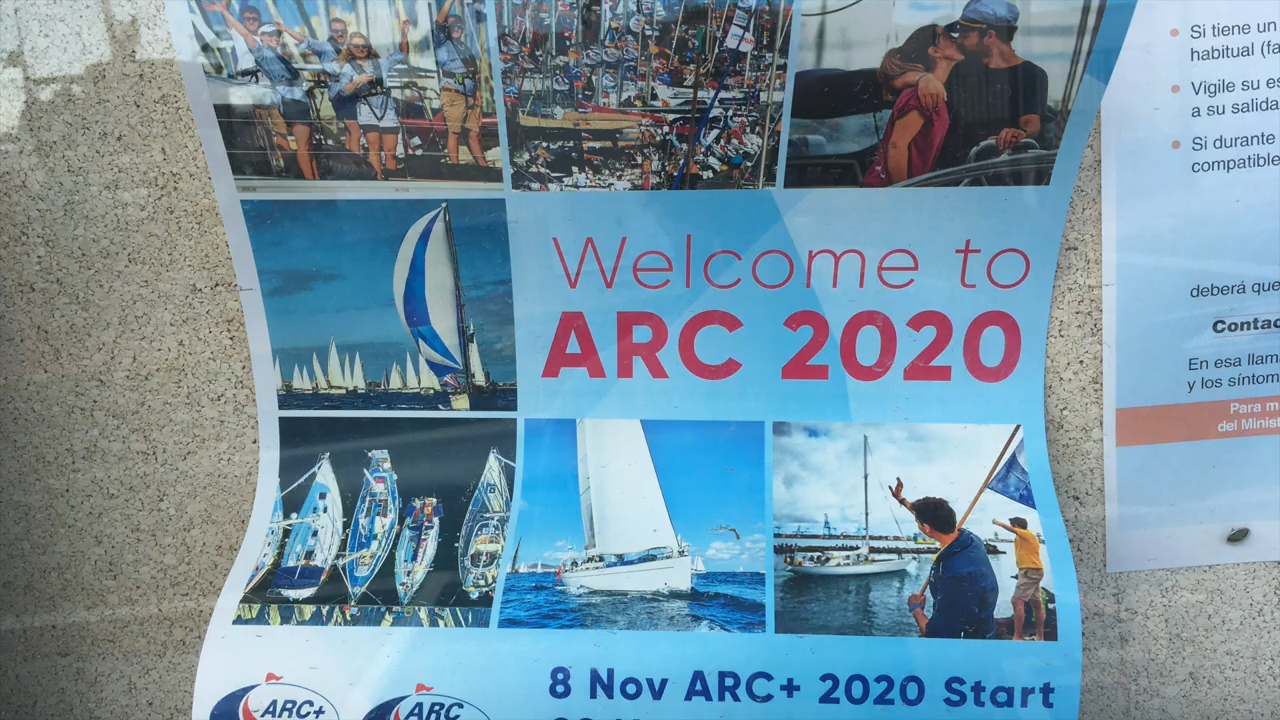 Welcome to
ARC 2020
8 Nov ARC+ 2020 Start
ARC+
ARC
Si tiene un
habitual (fa
Vigile su es
a su salida
Si durante
compatible
deberá que
Contac
En esa llam
y los síntom
Para m
del Minist